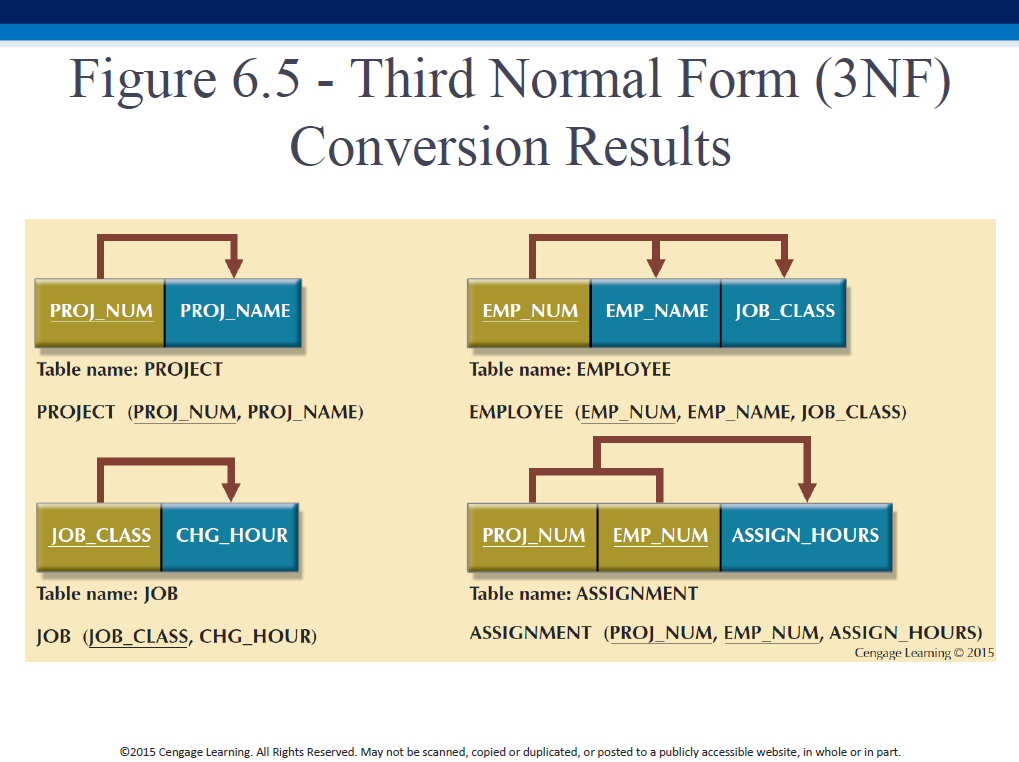 Figure 6.5 - Third Normal Form (3NF)
Conversion Results
PROJ_NUM PROJ_NAME
Table name: PROJECT
PROJECT (PROJ_NUM, PROJ_NAME)
EMP_NUM EMP_NAME JOB_CLASS
Table name: EMPLOYEE
EMPLOYEE (EMP_NUM, EMP_NAME, JOB_CLASS)
JOB_CLASS CHG_HOUR
Table name: JOB
JOB (JOB_CLASS, CHG_HOUR)
PROJ_NUM EMP_NUM ASSIGN_HOURS
Table name: ASSIGNMENT
ASSIGNMENT (PROJ_NUM, EMP_NUM, ASSIGN_HOURS)
Cengage Learning © 2015
©2015 Cengage Learning. All Rights Reserved. May not be scanned, copied or duplicated, or posted to a publicly accessible website, in whole or in part.